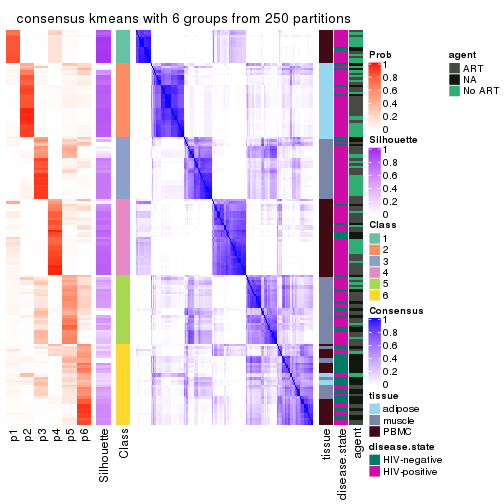 consensus kmeans with 6 groups from 250 partitions
Prob
1
0.8
0.6
0.4
0.2
0
agent
ART
NA
No ART
Silhouette
1
0.8
0.6
0.4
0.2
0
Class
1
2
3
4
5
6
Consensus
1
0.8
0.6
0.4
0.2
0
tissue
adipose
muscle
PBMC
disease.state
HIV-negative
HIV-positive
p1
p2
p3
p4
p5
p6
Silhouette
Class
tissue
disease.state
agent